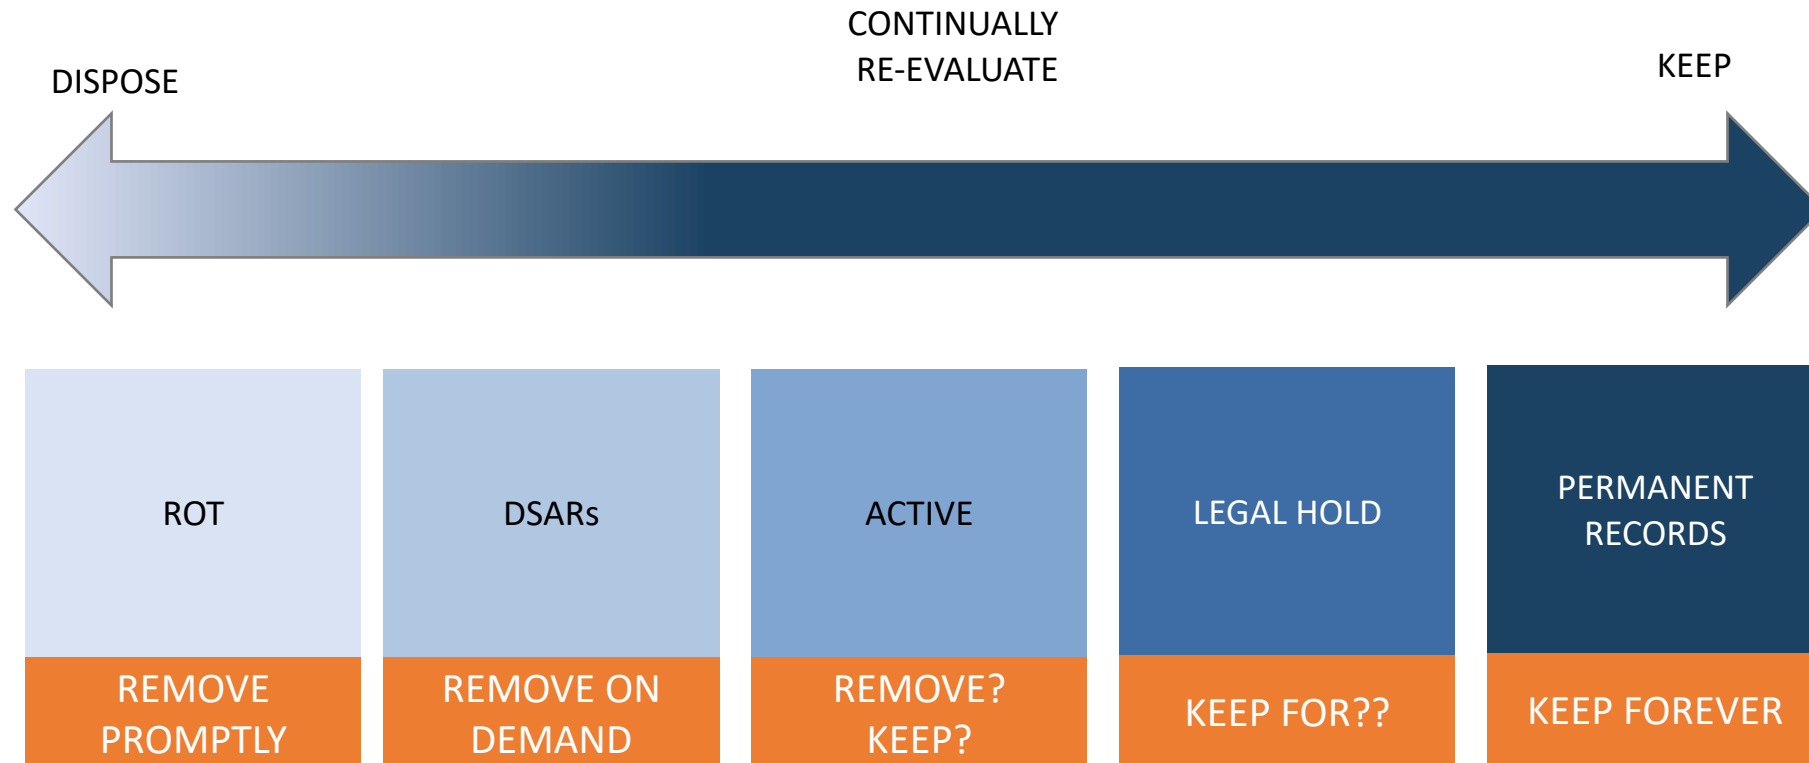 CONTINUALLY
RE-EVALUATE
DISPOSE
KEEP
ROT
DSARs
ACTIVE
LEGAL HOLD
PERMANENT
RECORDS
REMOVE
PROMPTLY
REMOVE ON
DEMAND
REMOVE?
KEEP?
KEEP FOR??
KEEP FOREVER